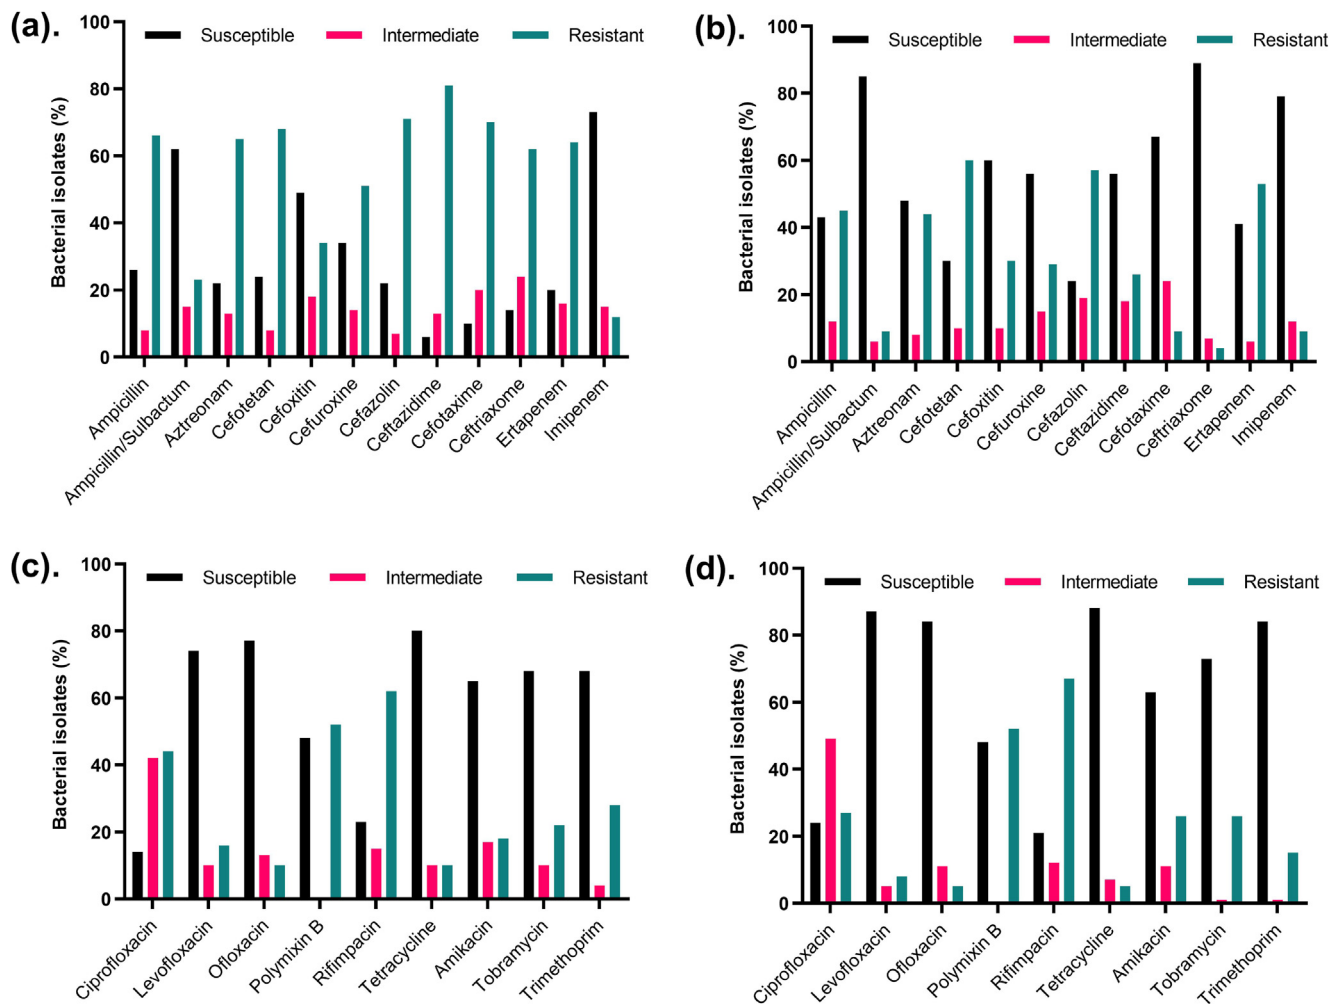 (a).
Susceptible Intermediate Resistant
Bacterial isolates (%)
100
80
60
40
20
0
Ampicillin
Ampicillin/Sulbactum
Aztreonam
Cefotetan
Cefoxitin
Cefuroxine
Cefazolin
Ceftazidime
Cefotaxime
Ceftriaxome
Ertapenem
Imipenem
(b).
Susceptible Intermediate Resistant
Bacterial isolates (%)
100
80
60
40
20
0
Ampicillin
Ampicillin/Sulbactum
Aztreonam
Cefotetan
Cefoxitin
Cefuroxine
Cefazolin
Ceftazidime
Cefotaxime
Ceftriaxome
Ertapenem
Imipenem
(c).
Susceptible Intermediate Resistant
Bacterial isolates (%)
100
80
60
40
20
0
Ciprofloxacin
Levofloxacin
Ofloxacin
Polymixin B
Rifimpacin
Tetracycline
Amikacin
Tobramycin
Trimethoprim
(d).
Susceptible Intermediate Resistant
Bacterial isolates (%)
100
80
60
40
20
0
Ciprofloxacin
Levofloxacin
Ofloxacin
Polymixin B
Rifimpacin
Tetracycline
Amikacin
Tobramycin
Trimethoprim